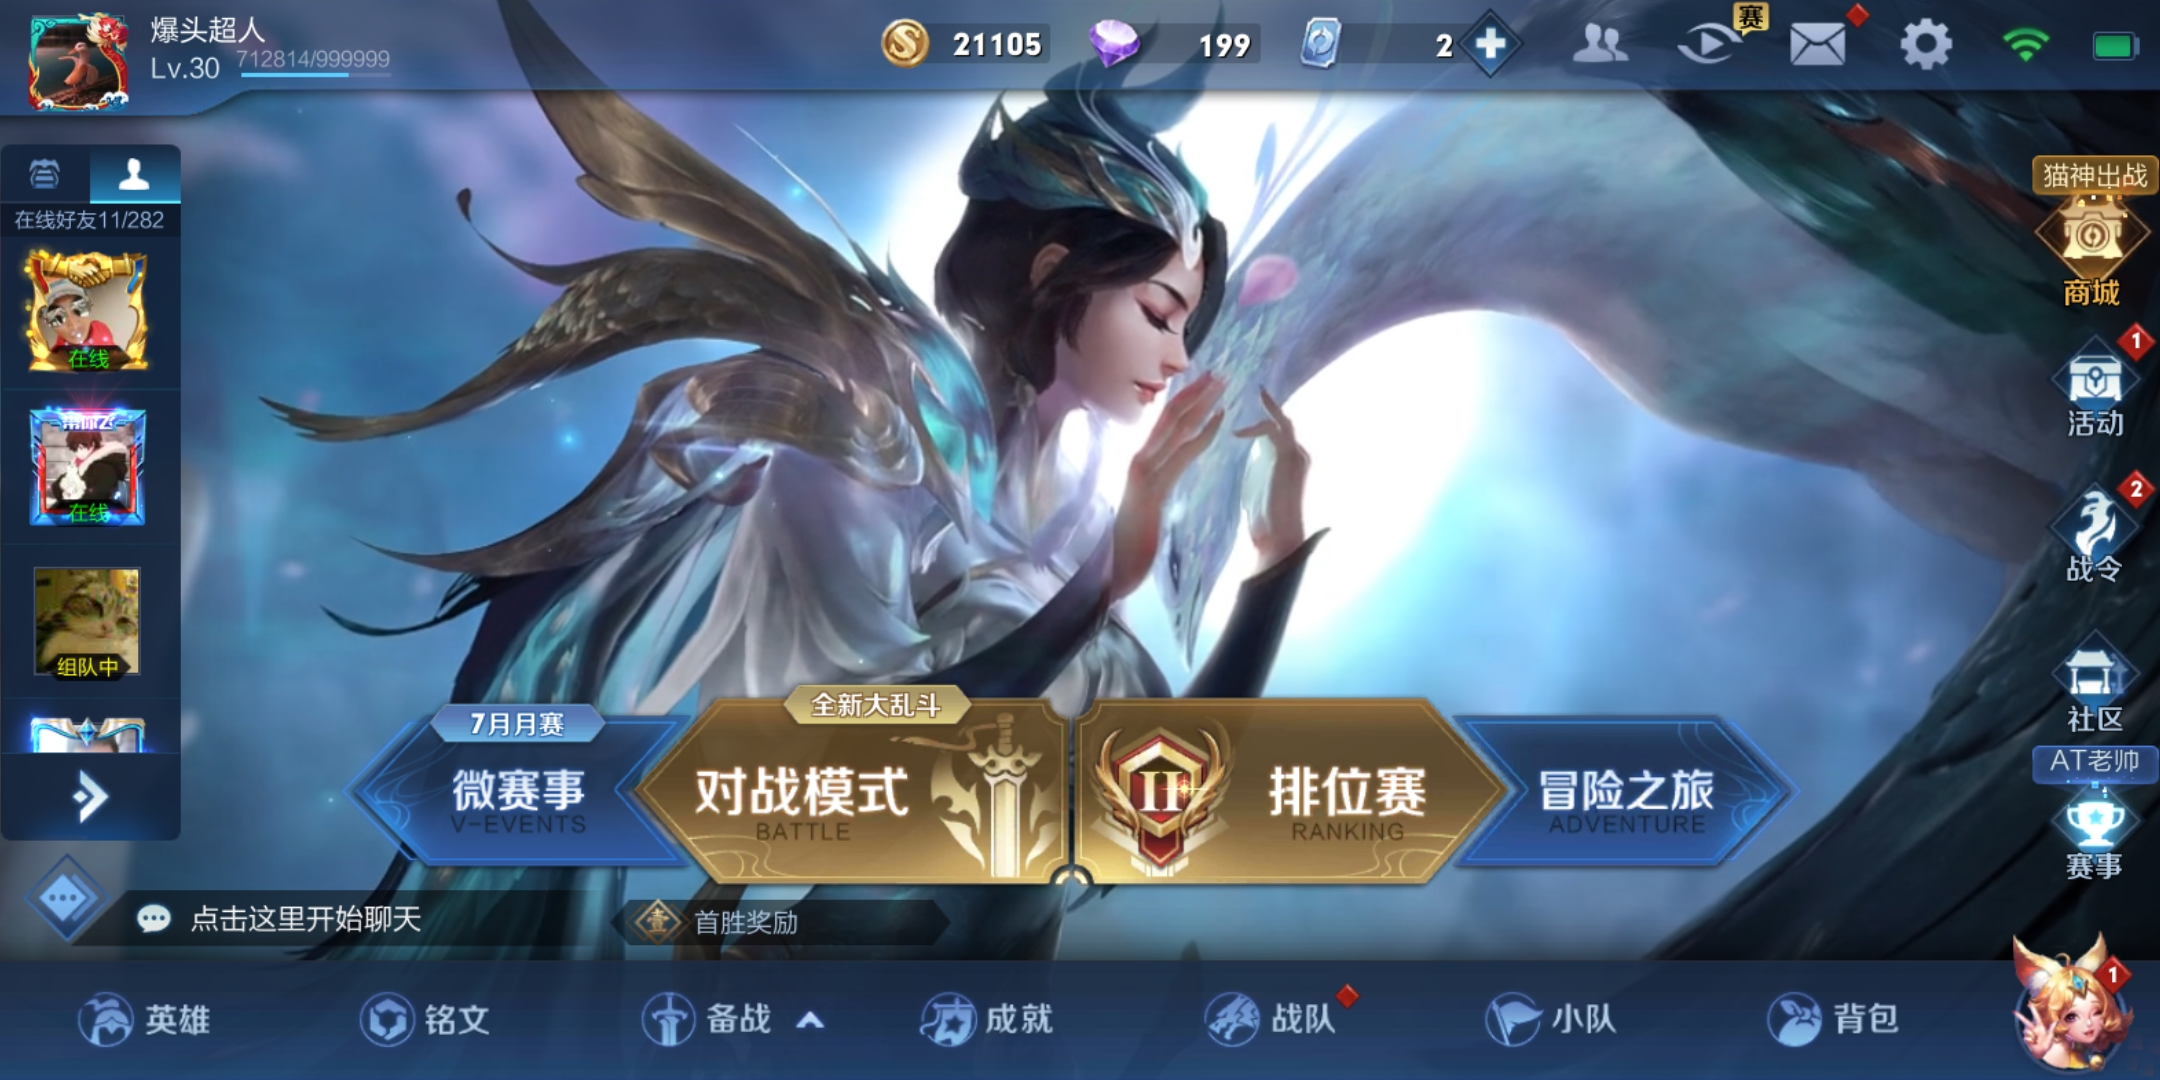 爆头超人
Lv.30
712814/999999
21105
199
2
赛
在线好友11/282
在线
带你飞
在线
组队中
猫神出战
商城
1
活动
2
战令
社区
AT老帅
赛事
7月月赛
微赛事
V-EVENTS
全新大乱斗
对战模式
BATTLE
II
排位赛
RANKING
冒险之旅
ADVENTURE
点击这里开始聊天
壹
首胜奖励
英雄
铭文
备战
成就
战队
小队
背包
1